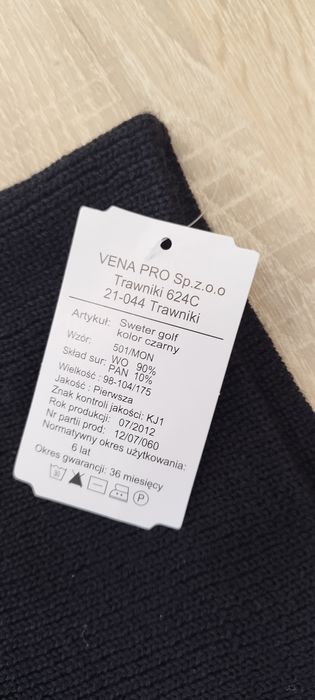 VENA PRO Sp.z.o.o
Trawniki 624C
21-044 Trawniki
Artykuł: Sweter golf
kolor czarny
Wzór: 501/MON
Skład sur: WO 90%
PAN 10%
Wielkość : 98-104/175
Jakość : Pierwsza
Znak kontroli jakości: KJ1
Rok produkcji: 07/2012
Nr partii prod: 12/07/060
Normatywny okres użytkowania:
6 lat
Okres gwarancji: 36 miesięcy
P